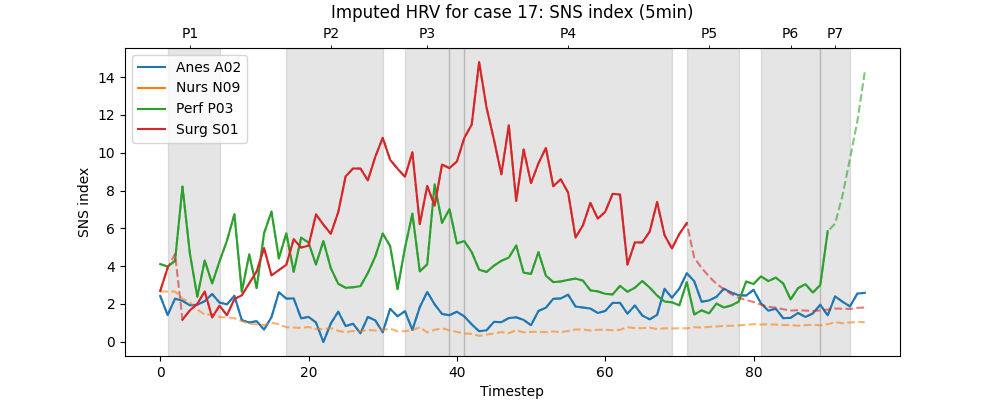 Imputed HRV for case 17: SNS index (5min)
P1 P2 P3 P4 P5 P6 P7
Anes A02
Nurs N09
Perf P03
Surg S01
SNS index
14
12
10
8
6
4
2
0
0 20 40 60 80
Timestep